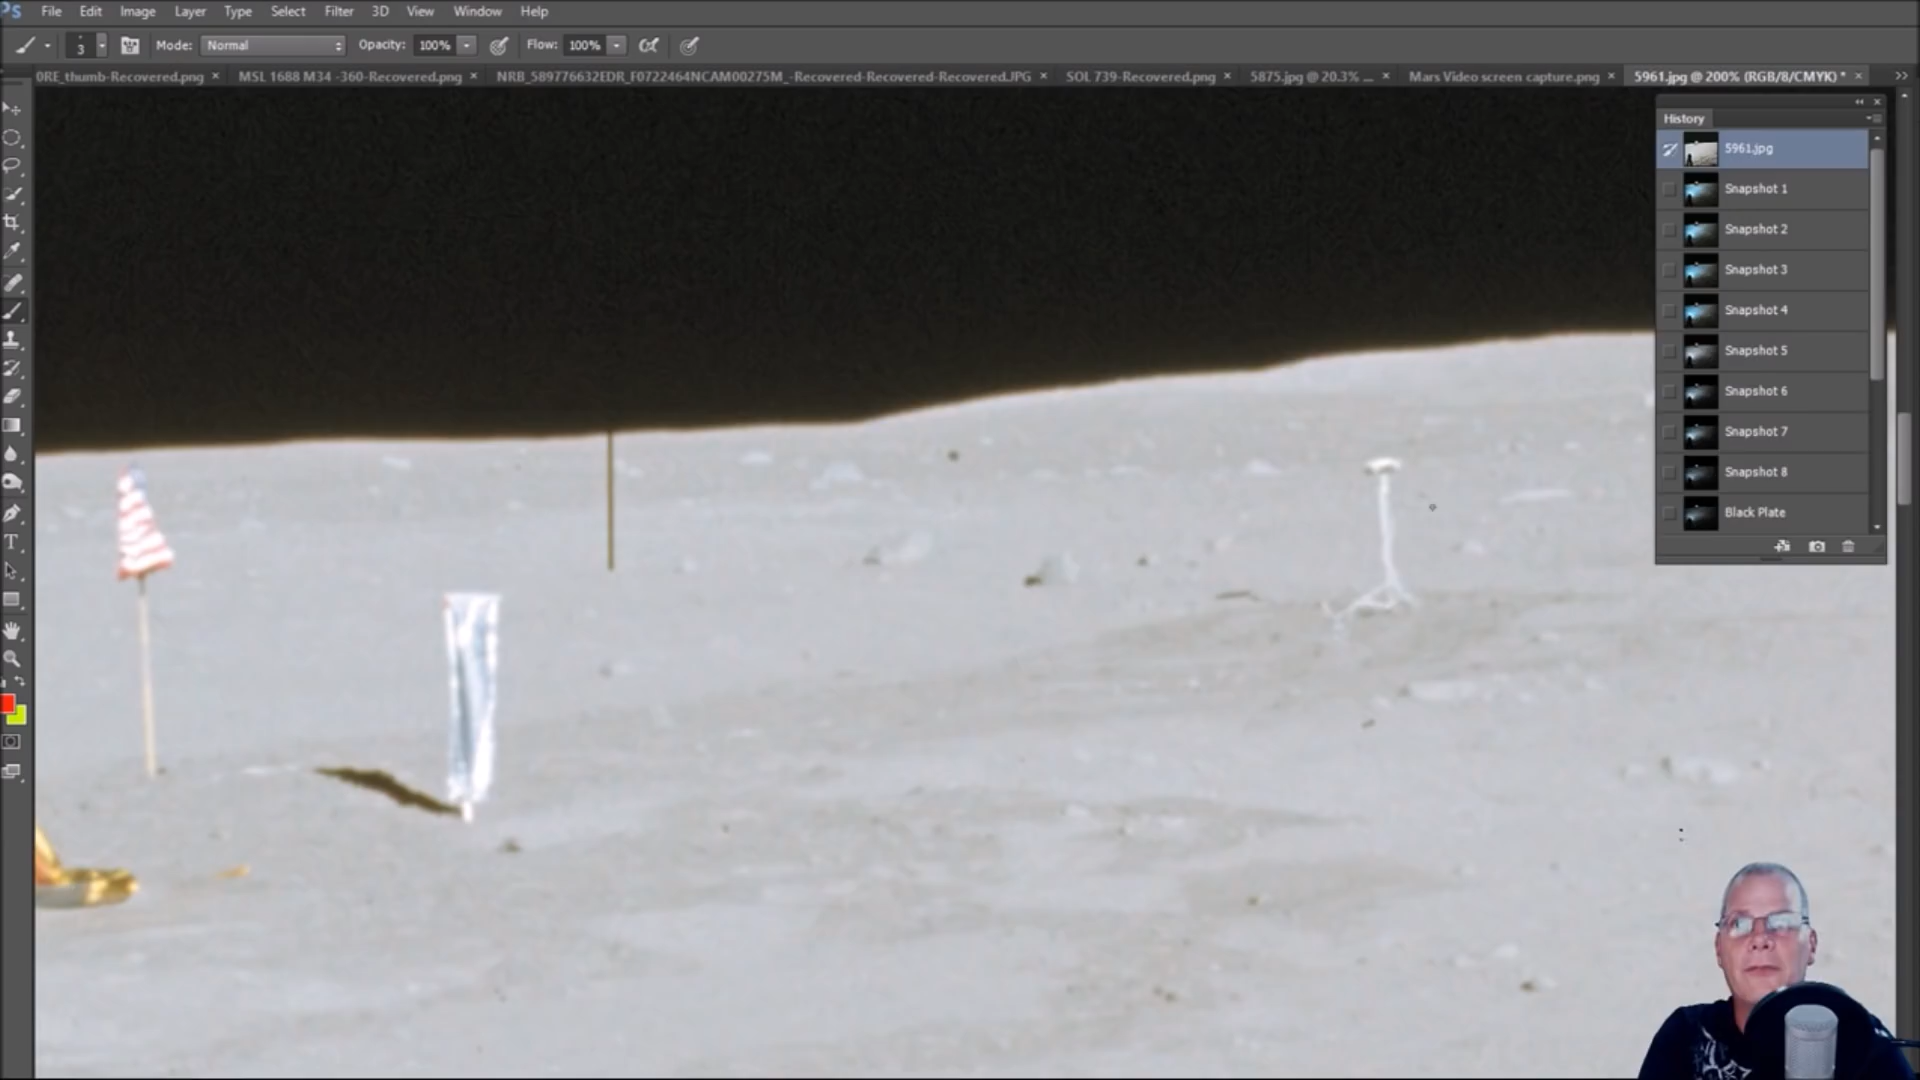 Ps File Edit Image Layer Type Select Filter 3D View Window Help
3 Mode: Normal Opacity: 100% Flow: 100%
0RE_thumb-Recovered.png × MSL 1688 M34 -360-Recovered.png × NRB_589776632EDR_F0722464NCAM00275M_-Recovered-Recovered-Recovered.JPG × SOL 739-Recovered.png × 5875.jpg @ 20.3% ... × Mars Video screen capture.png × 5961.jpg @ 200% (RGB/8/CMYK) * ×
History
5961.jpg
Snapshot 1
Snapshot 2
Snapshot 3
Snapshot 4
Snapshot 5
Snapshot 6
Snapshot 7
Snapshot 8
Black Plate